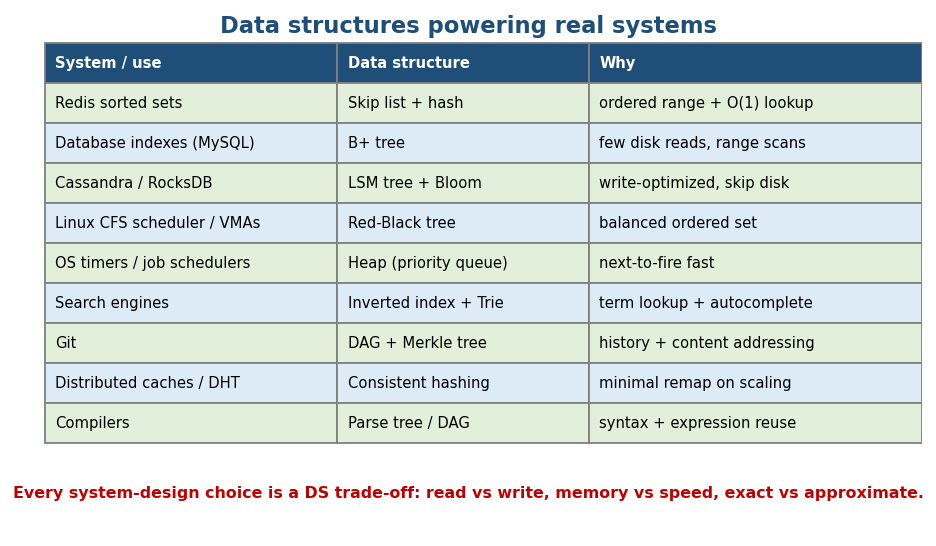 Data structures powering real systems
System / use Data structure Why
Redis sorted sets Skip list + hash ordered range + O(1) lookup
Database indexes (MySQL) B+ tree few disk reads, range scans
Cassandra / RocksDB LSM tree + Bloom write-optimized, skip disk
Linux CFS scheduler / VMAs Red-Black tree balanced ordered set
OS timers / job schedulers Heap (priority queue) next-to-fire fast
Search engines Inverted index + Trie term lookup + autocomplete
Git DAG + Merkle tree history + content addressing
Distributed caches / DHT Consistent hashing minimal remap on scaling
Compilers Parse tree / DAG syntax + expression reuse
Every system-design choice is a DS trade-off: read vs write, memory vs speed, exact vs approximate.